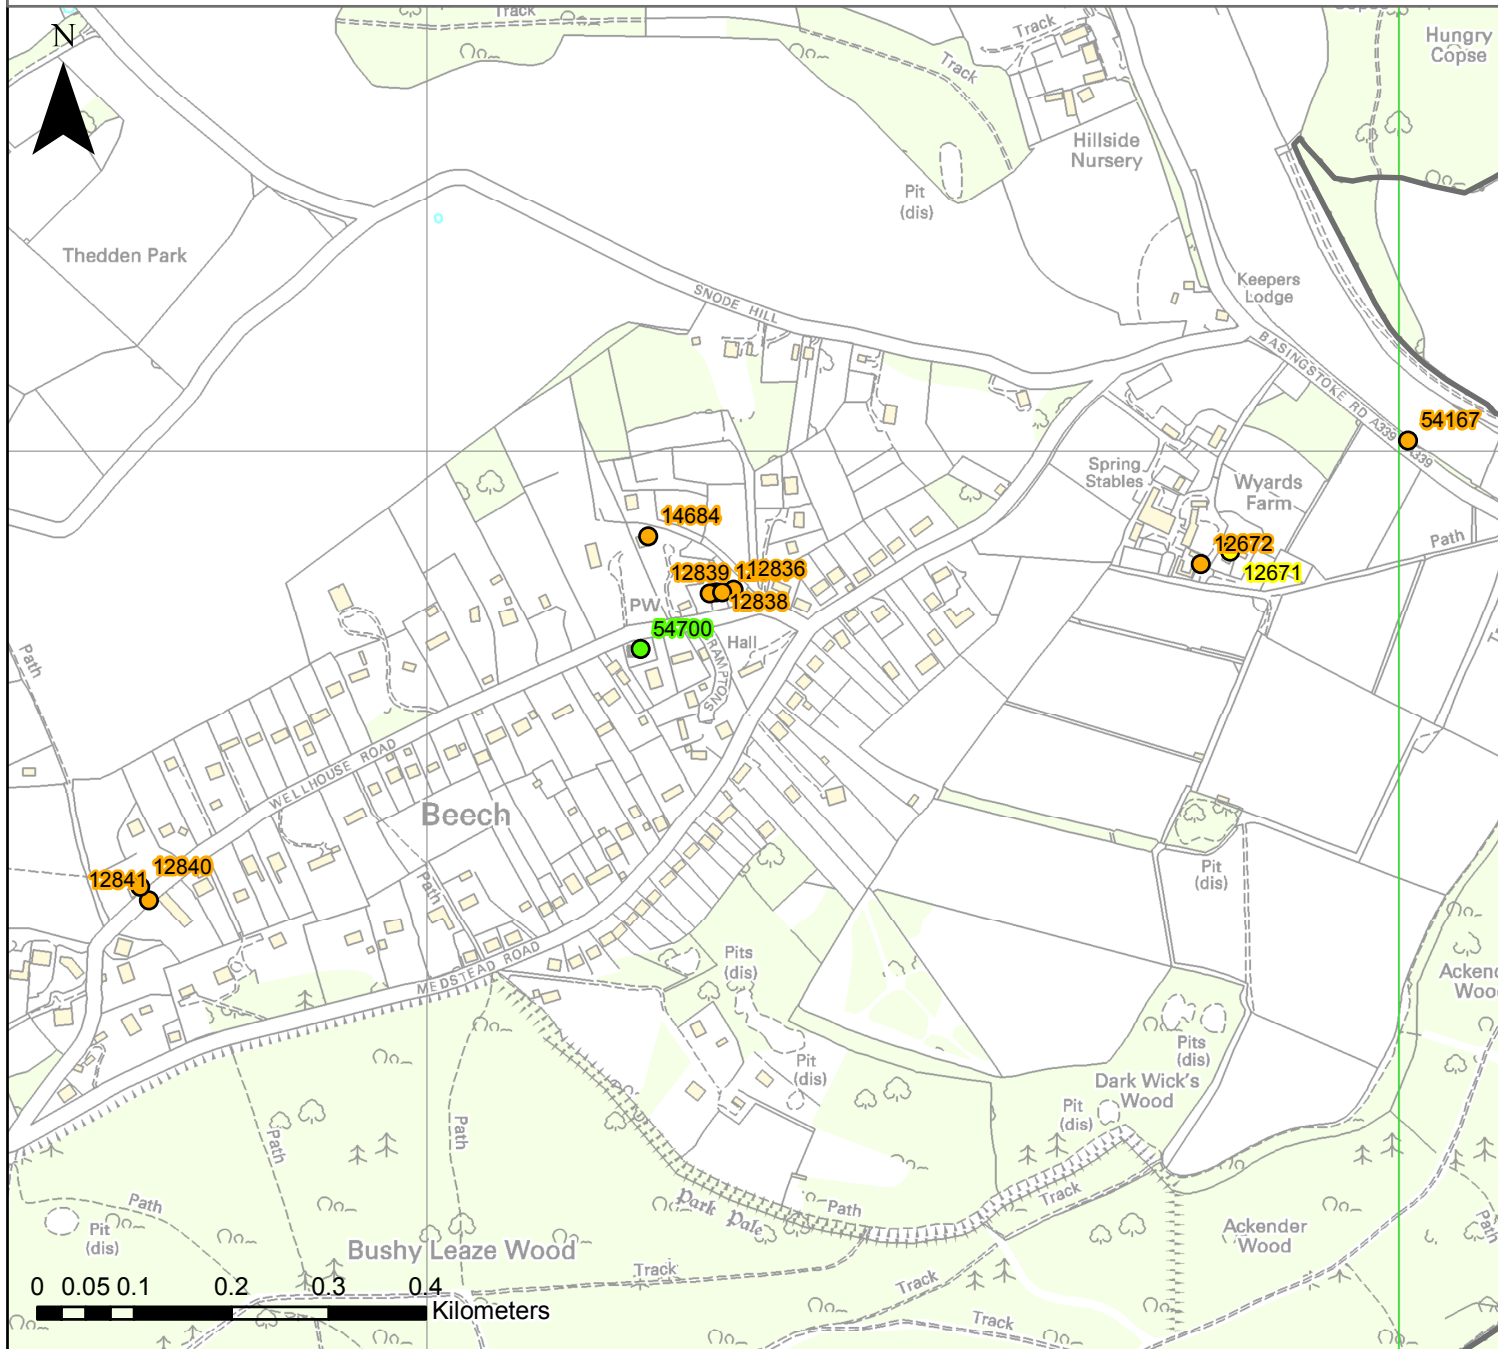 Track
Track
Copse
Hungry
Copse
N
Track
Hillside
Nursery
Pit
(dis)
Thedden Park
Keepers
Lodge
SNODE HILL
BASINGSTOKE RD A339
A339
54167
Spring
Stables
Wyards
Farm
14684
Path
12672
12671
12839
12836
12838
PW
54700
Hall
FRAMPTONS
Path
WELLHOUSE ROAD
Beech
12840
12841
Path
Pit
(dis)
MEDSTEAD ROAD
Pits
(dis)
Pits
(dis)
Pit
(dis)
Dark Wick's
Wood
Pit
(dis)
Path
Path
Path
Pit
(dis)
Park Pale
Path
Track
Ackender
Wood
Path
Bushy Leaze Wood
Track
Track
Track
0 0.05 0.1 0.2 0.3 0.4
Kilometers